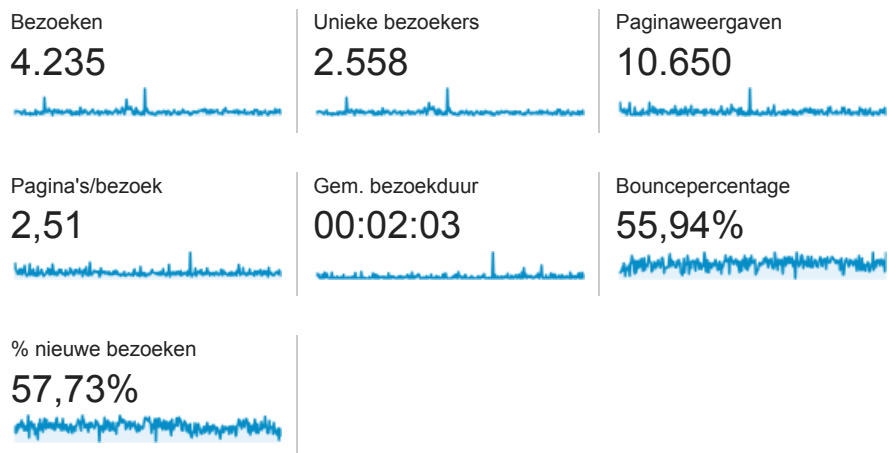 Bezoeken
4.235
Unieke bezoekers
2.558
Paginaweergaven
10.650
Pagina's/bezoek
2,51
Gem. bezoekduur
00:02:03
Bouncepercentage
55,94%
% nieuwe bezoeken
57,73%